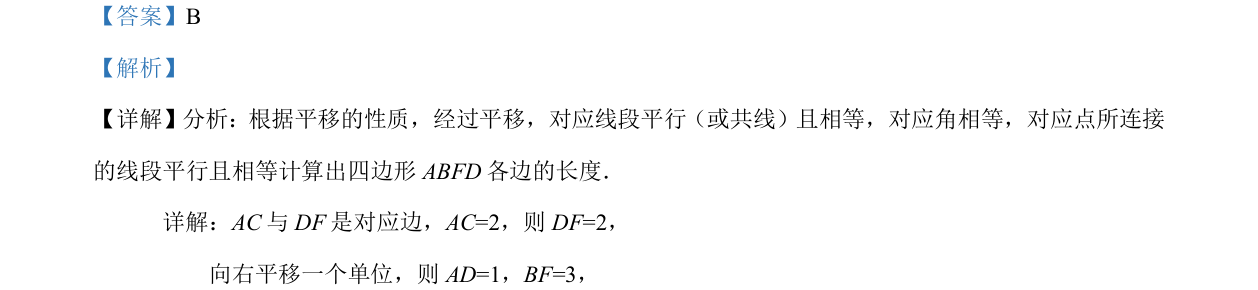 【答案】B
【解析】
【详解】分析：根据平移的性质，经过平移，对应线段平行（或共线）且相等，对应角相等，对应点所连接
的线段平行且相等计算出四边形 ABFD 各边的长度．
详解：AC 与 DF 是对应边，AC=2，则 DF=2，
向右平移一个单位，则 AD=1，BF=3，